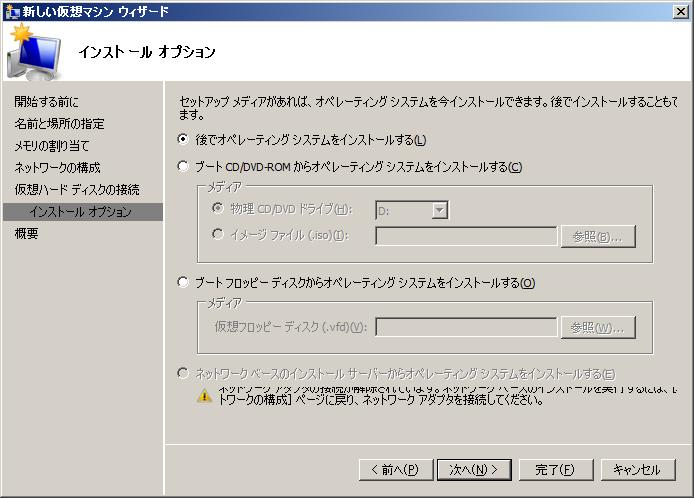 新しい仮想マシン ウィザード
インストール オプション
開始する前に
名前と場所の指定
メモリの割り当て
ネットワークの構成
仮想ハード ディスクの接続
インストール オプション
概要
セットアップ メディアがあれば、オペレーティング システムを今インストールできます。後でインストールすることもで
ます。
後でオペレーティング システムをインストールする(L)
ブート CD/DVD-ROM からオペレーティング システムをインストールする(C)
メディア
物理 CD/DVD ドライブ(H):
D:
イメージ ファイル (.iso)(I):
参照(B)...
ブート フロッピー ディスクからオペレーティング システムをインストールする(O)
メディア
仮想フロッピー ディスク (.vfd)(V):
参照(W)...
ネットワーク ベースのインストール サーバーからオペレーティング システムをインストールする(E)
ネットワーク アダプタの接続が解除されています。ネットワーク ベースのインストールを実行するには、[
トワークの構成] ページに戻り、ネットワーク アダプタを接続してください。
< 前へ(P)
次へ(N) >
完了(F)
キャンセル